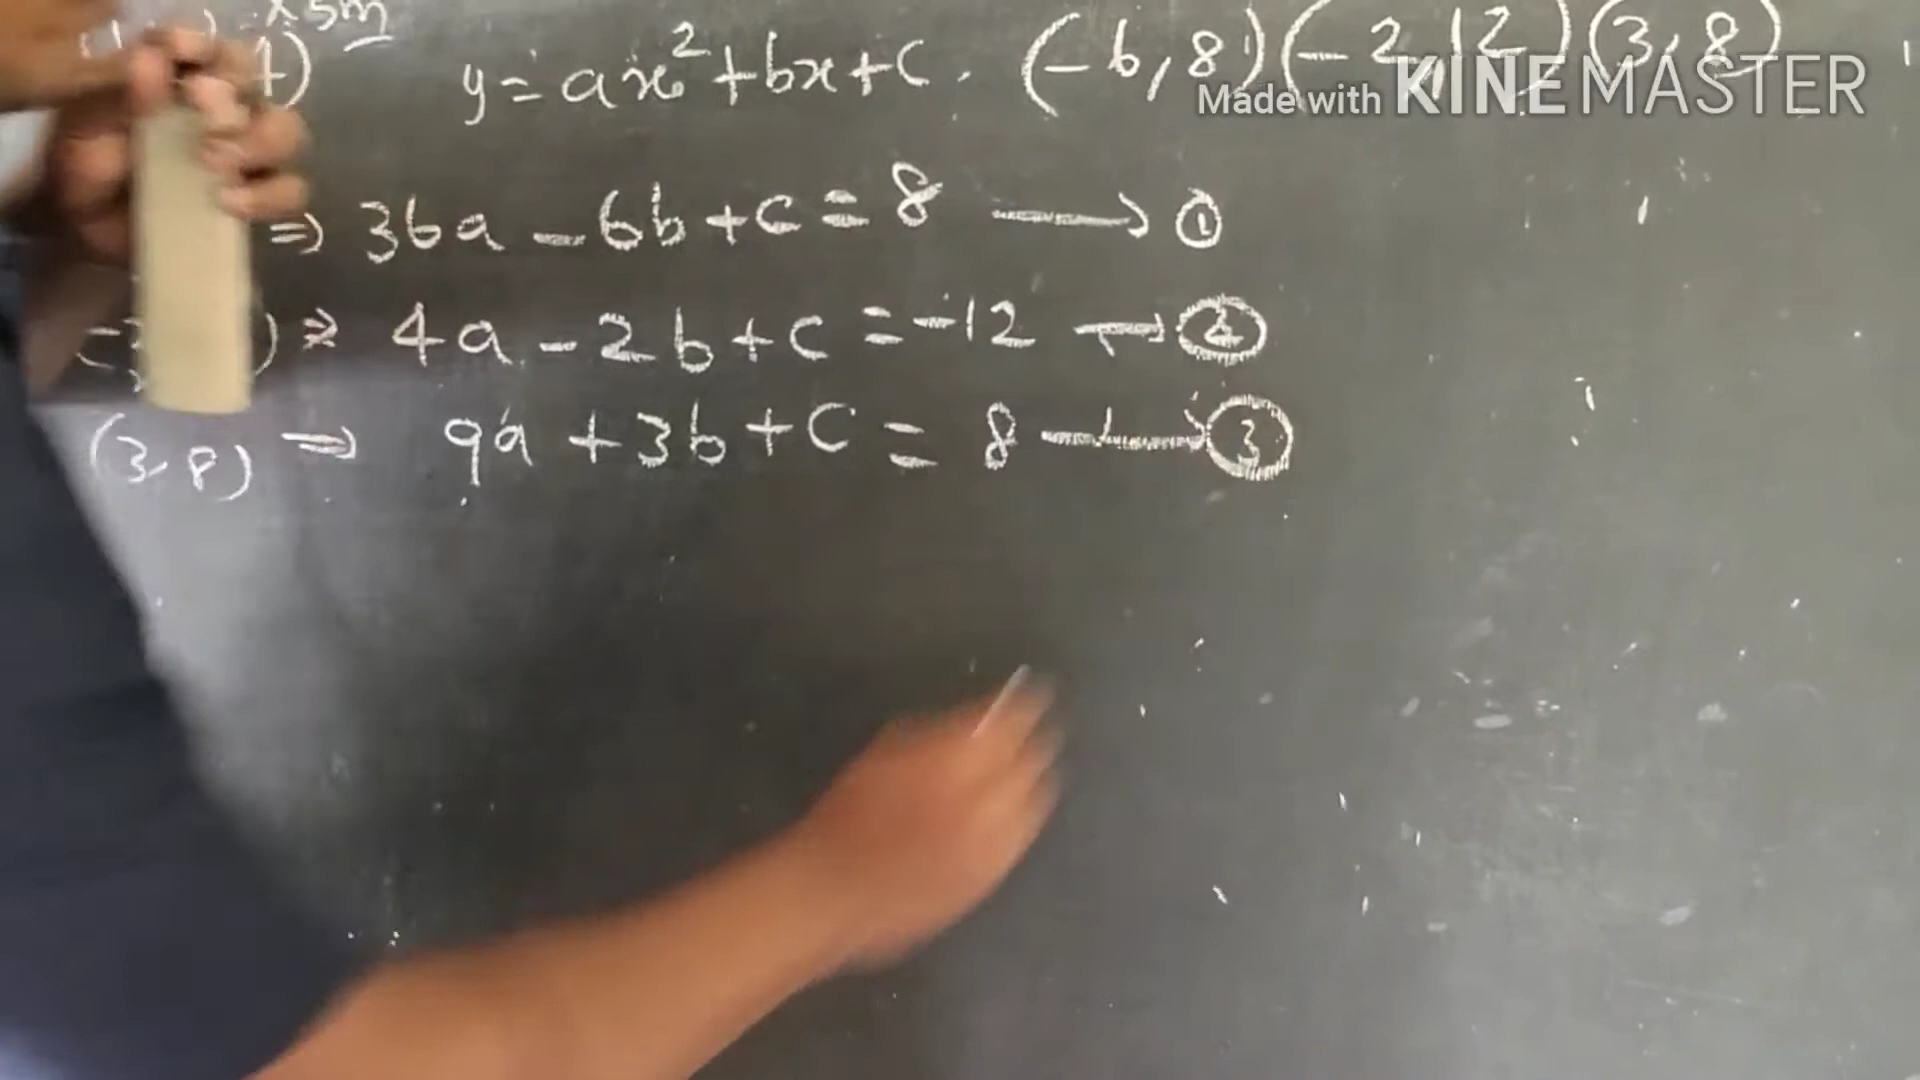 x 5m
y = ax² + bx + c . (-6, 8) (-2, 12) (3, 8)
Made with KINEMASTER
⇒ 36a - 6b + c = 8 ⟶ ①
⇒ 4a - 2b + c = -12 ⟶ ②
(3, 8) ⇒ 9a + 3b + c = 8 ⟶ ③